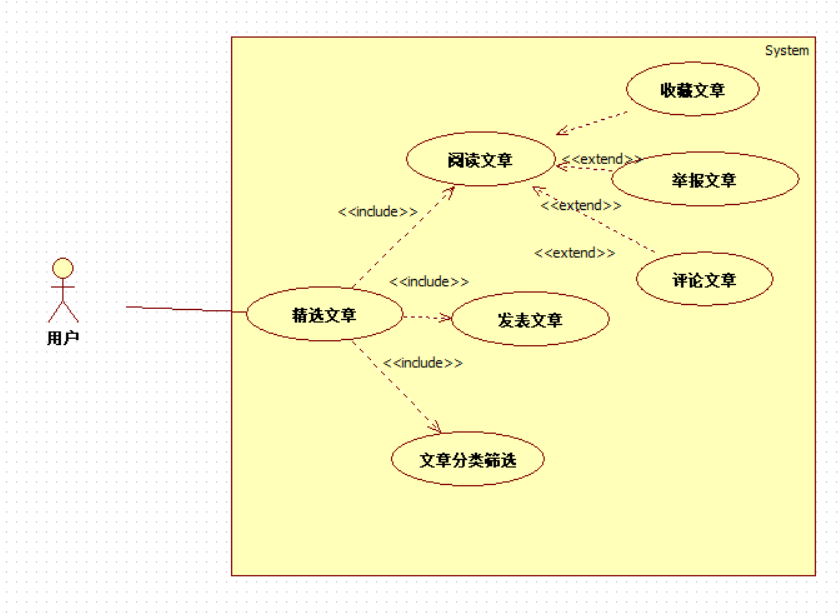 System
收藏文章
阅读文章
<<extend>>
举报文章
<<include>>
<<extend>>
<<extend>>
评论文章
用户
精选文章
<<include>>
发表文章
<<include>>
文章分类筛选